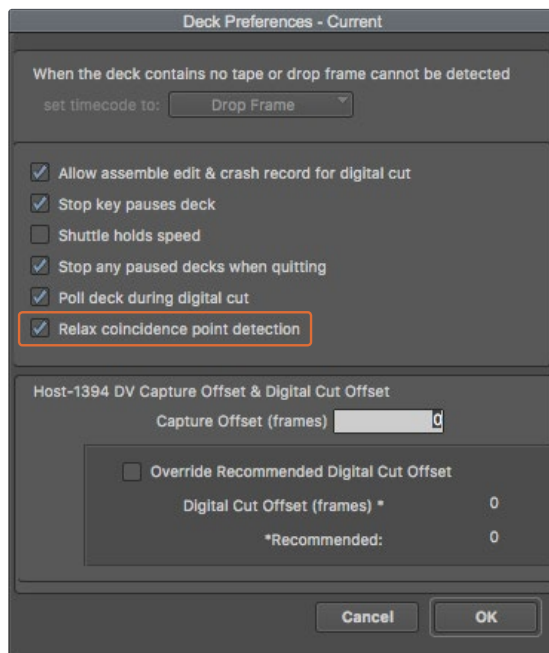 Deck Preferences - Current
When the deck contains no tape or drop frame cannot be detected
set timecode to: Drop Frame
Allow assemble edit & crash record for digital cut
Stop key pauses deck
Shuttle holds speed
Stop any paused decks when quitting
Poll deck during digital cut
Relax coincidence point detection
Host-1394 DV Capture Offset & Digital Cut Offset
Capture Offset (frames) 0
Override Recommended Digital Cut Offset
Digital Cut Offset (frames) * 0
*Recommended: 0
Cancel OK